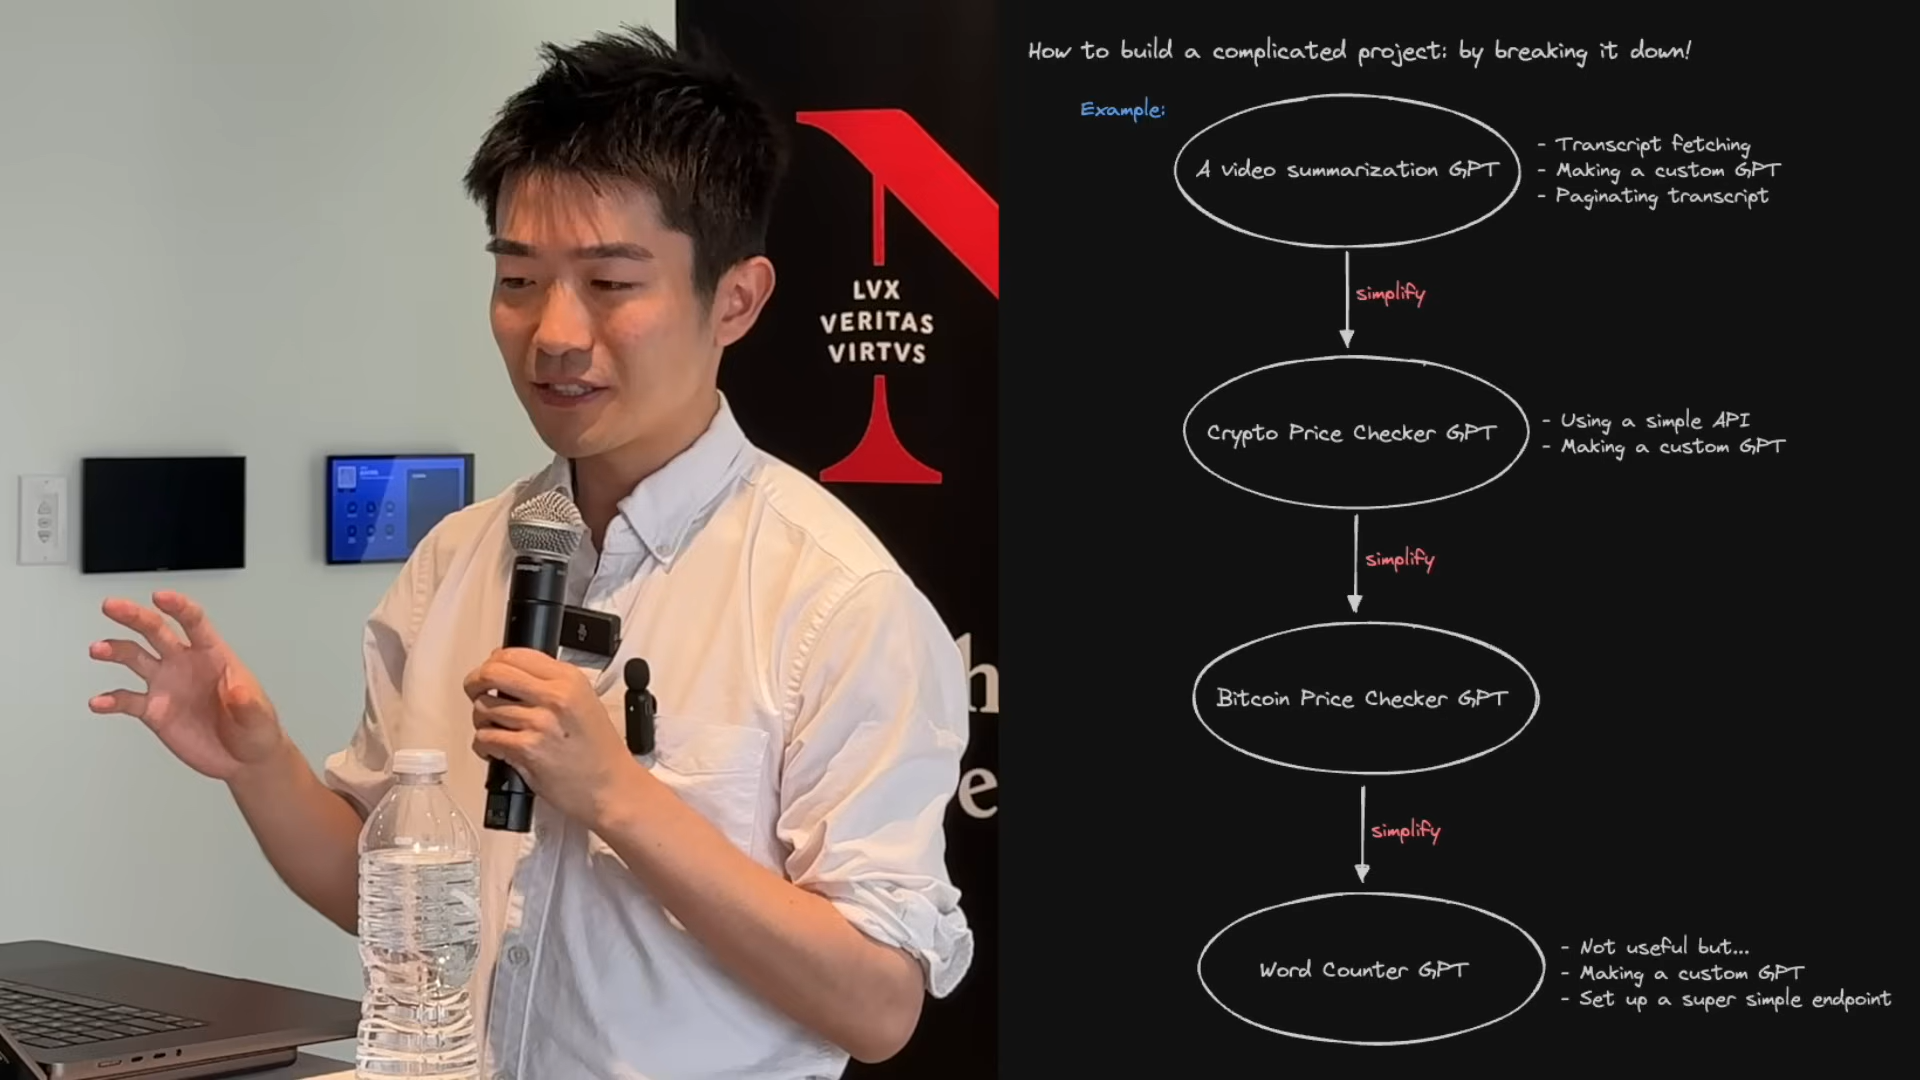 LVX
VERITAS
VIRTVS
How to build a complicated project: by breaking it down!
Example:
A video summarization GPT
- Transcript fetching
- Making a custom GPT
- Paginating transcript
simplify
Crypto Price Checker GPT
- Using a simple API
- Making a custom GPT
simplify
Bitcoin Price Checker GPT
simplify
Word Counter GPT
- Not useful but...
- Making a custom GPT
- Set up a super simple endpoint